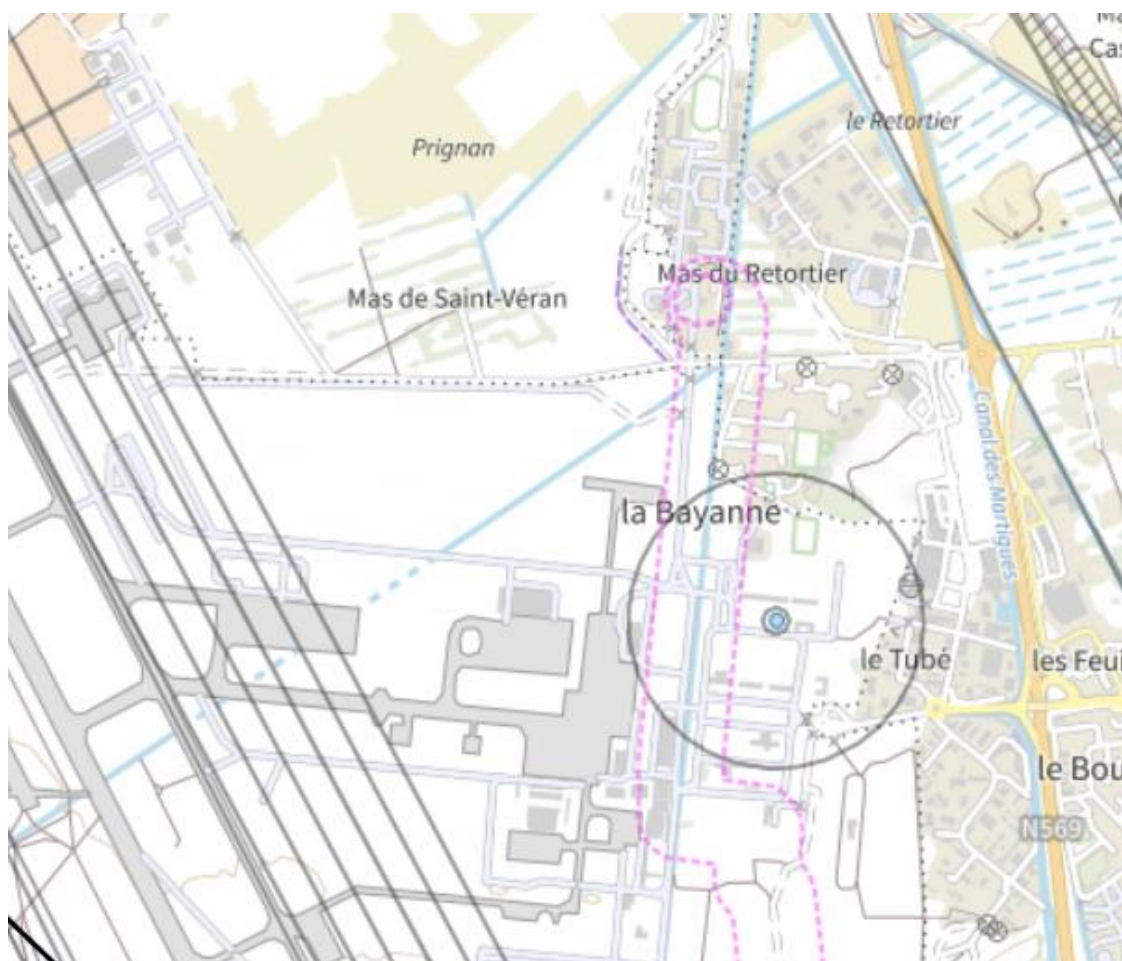 Prignan
le Retortier
Mas du Retortier
Mas de Saint-Véran
Canal des Martigues
la Bayanne
le Tubé
les Feui
le Bou
N569